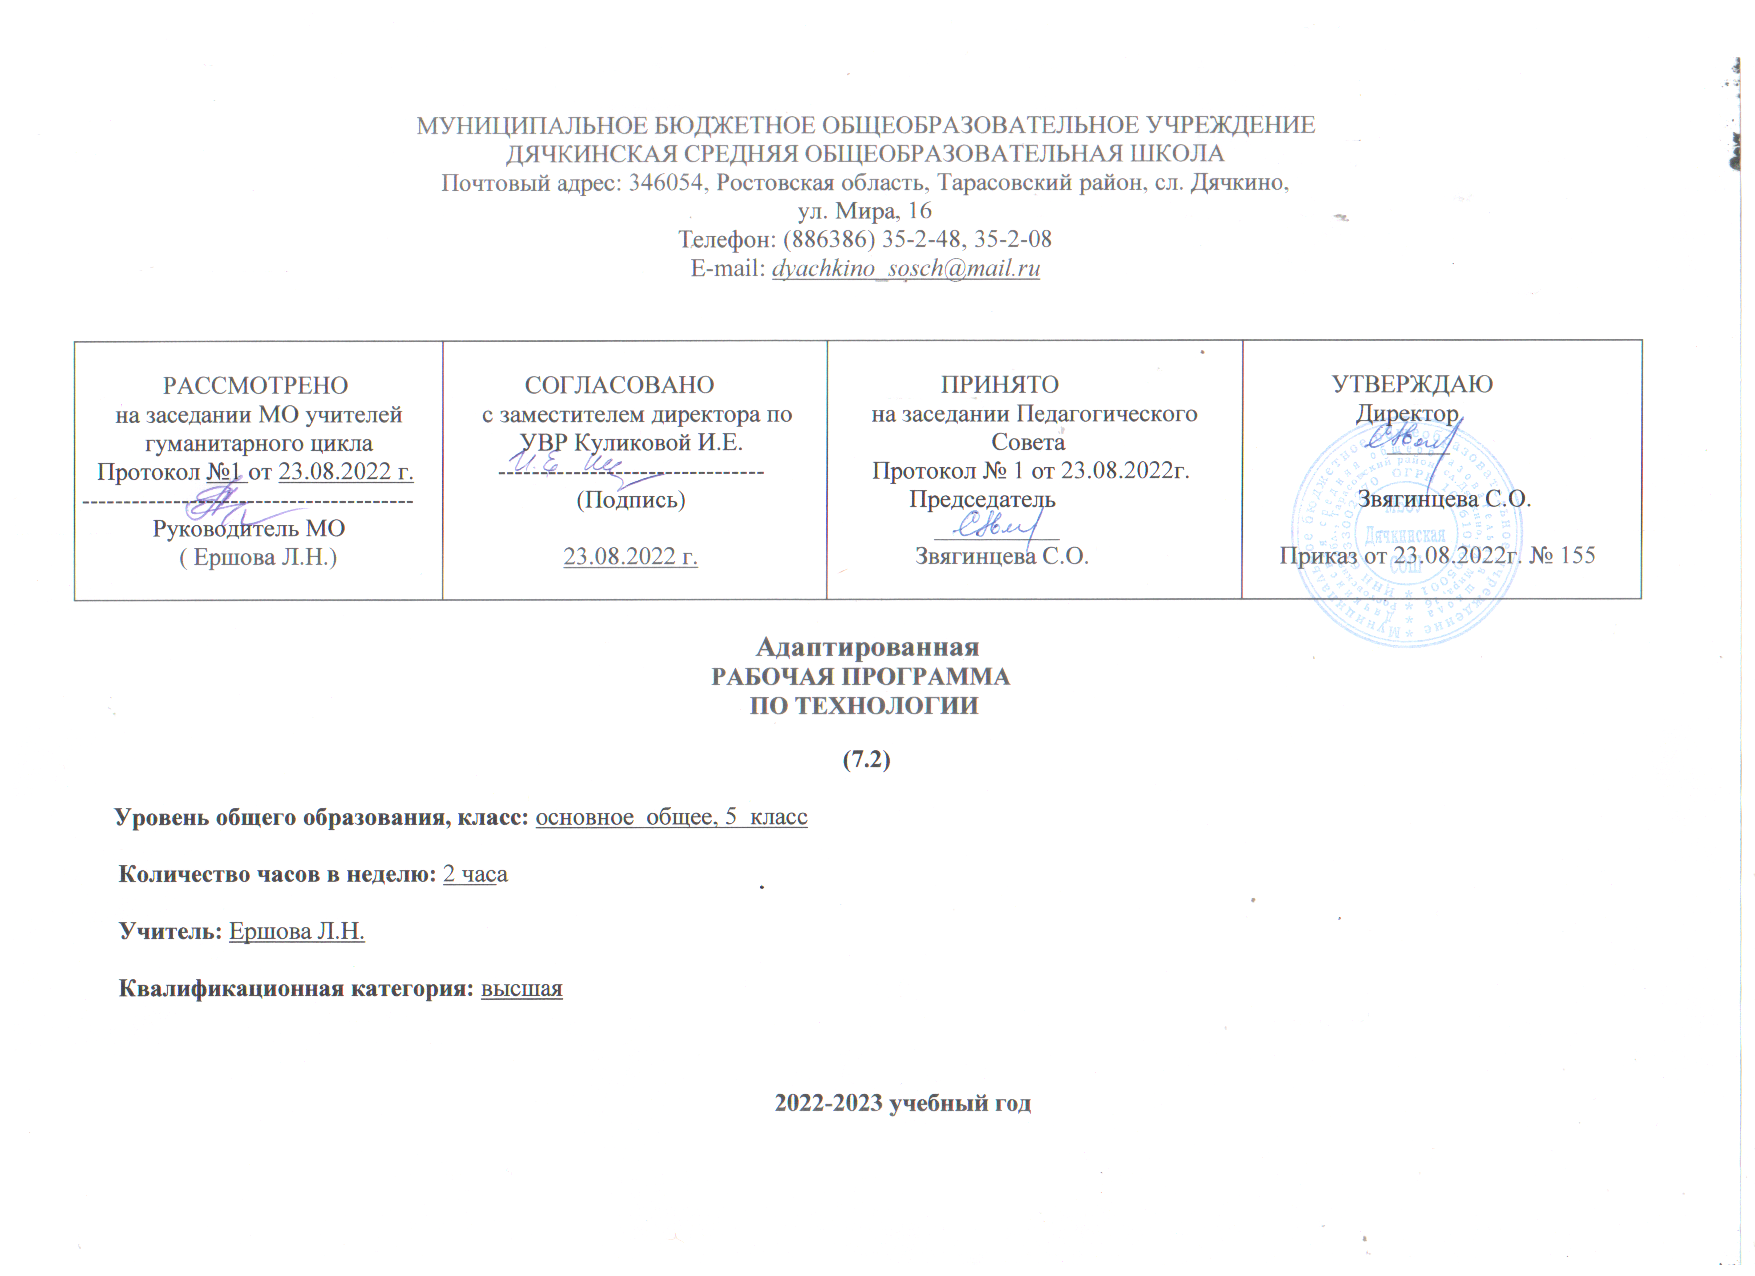 МУНИЦИПАЛЬНОЕ БЮДЖЕТНОЕ ОБЩЕОБРАЗОВАТЕЛЬНОЕ УЧРЕЖДЕНИЕ
ДЯЧКИНСКАЯ СРЕДНЯЯ ОБЩЕОБРАЗОВАТЕЛЬНАЯ ШКОЛА
Почтовый адрес: 346054, Ростовская область, Тарасовский район, сл. Дячкино,
ул. Мира, 16
Телефон: (886386) 35-2-48, 35-2-08
E-mail: dyachkino_sosch@mail.ru
РАССМОТРЕНО
на заседании МО учителей
гуманитарного цикла
Протокол №1 от 23.08.2022 г.
Руководитель МО
( Ершова Л.Н.)
СОГЛАСОВАНО
с заместителем директора по
УВР Куликовой И.Е.
(Подпись)
23.08.2022 г.
ПРИНЯТО
на заседании Педагогического
Совета
Протокол № 1 от 23.08.2022г.
Председатель
Звягинцева С.О.
УТВЕРЖДАЮ
Директор
Звягинцева С.О.
Приказ от 23.08.2022г. № 155
Дячкинская
СОШ
Адаптированная
РАБОЧАЯ ПРОГРАММА
ПО ТЕХНОЛОГИИ
(7.2)
Уровень общего образования, класс: основное общее, 5 класс
Количество часов в неделю: 2 часа
Учитель: Ершова Л.Н.
Квалификационная категория: высшая
2022-2023 учебный год